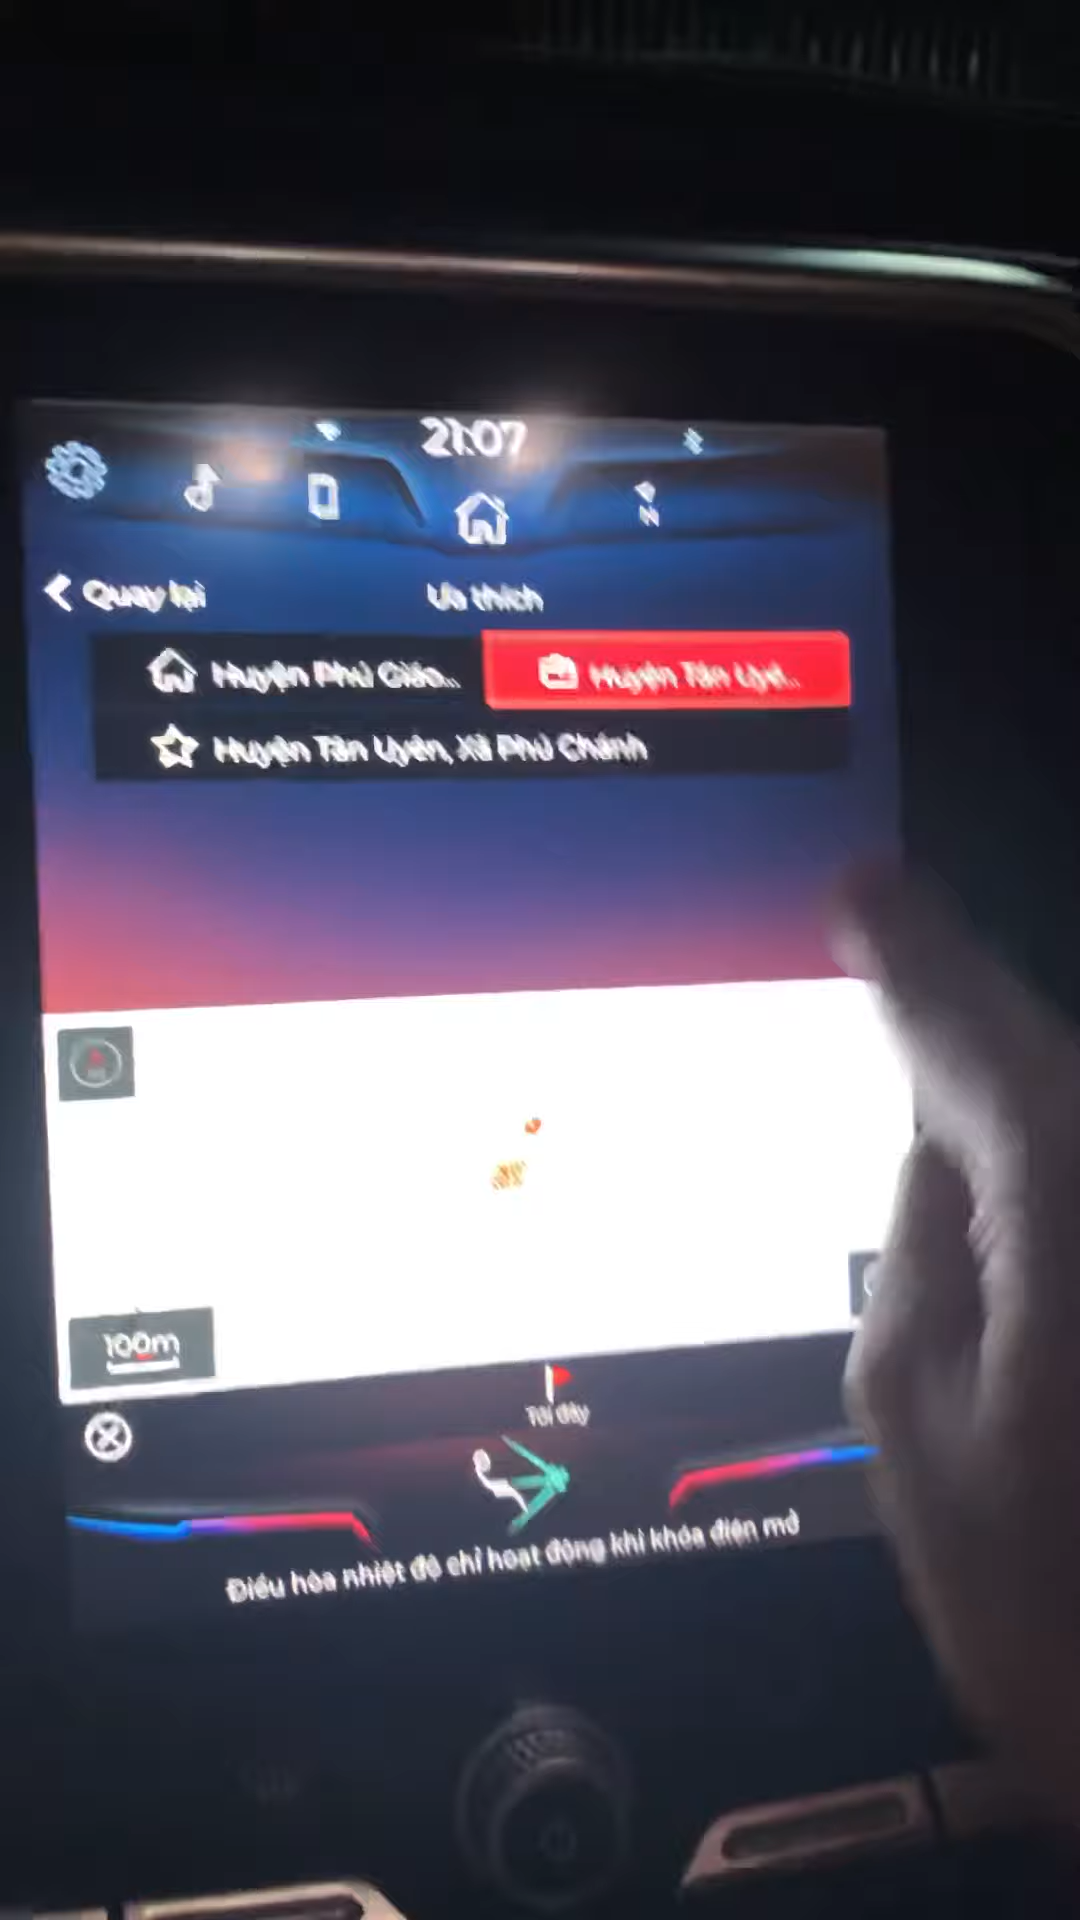 21:07
Quay lại
Ưa thích
Huyện Phú Giáo...
Huyện Tân Uyê...
Huyện Tân Uyên, Xã Phú Chánh
100m
Tới đây
Điều hòa nhiệt độ chỉ hoạt động khi khóa điện mở